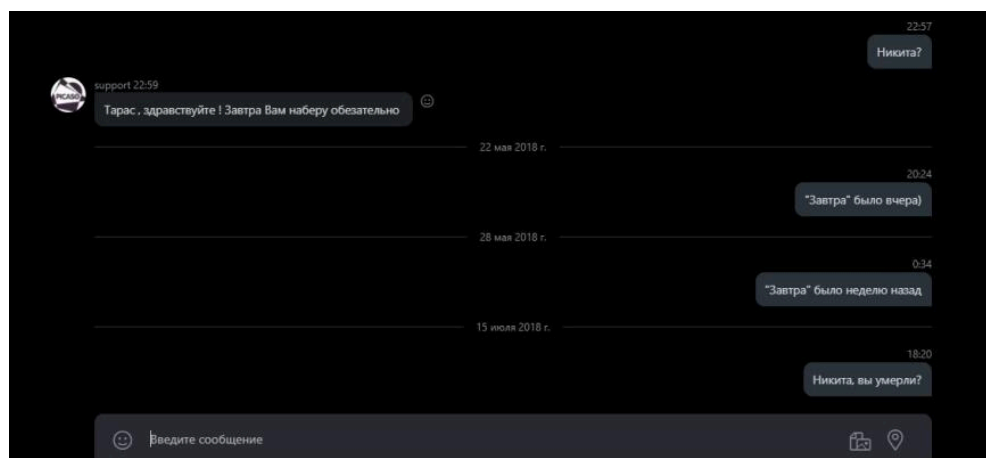 22:57
Никита?
PICASO
support 22:59
Тарас , здравствуйте ! Завтра Вам наберу обезательно
22 мая 2018 г.
20:24
"Завтра" было вчера)
28 мая 2018 г.
0:34
"Завтра" было неделю назад
15 июля 2018 г.
18:20
Никита, вы умерли?
Введите сообщение